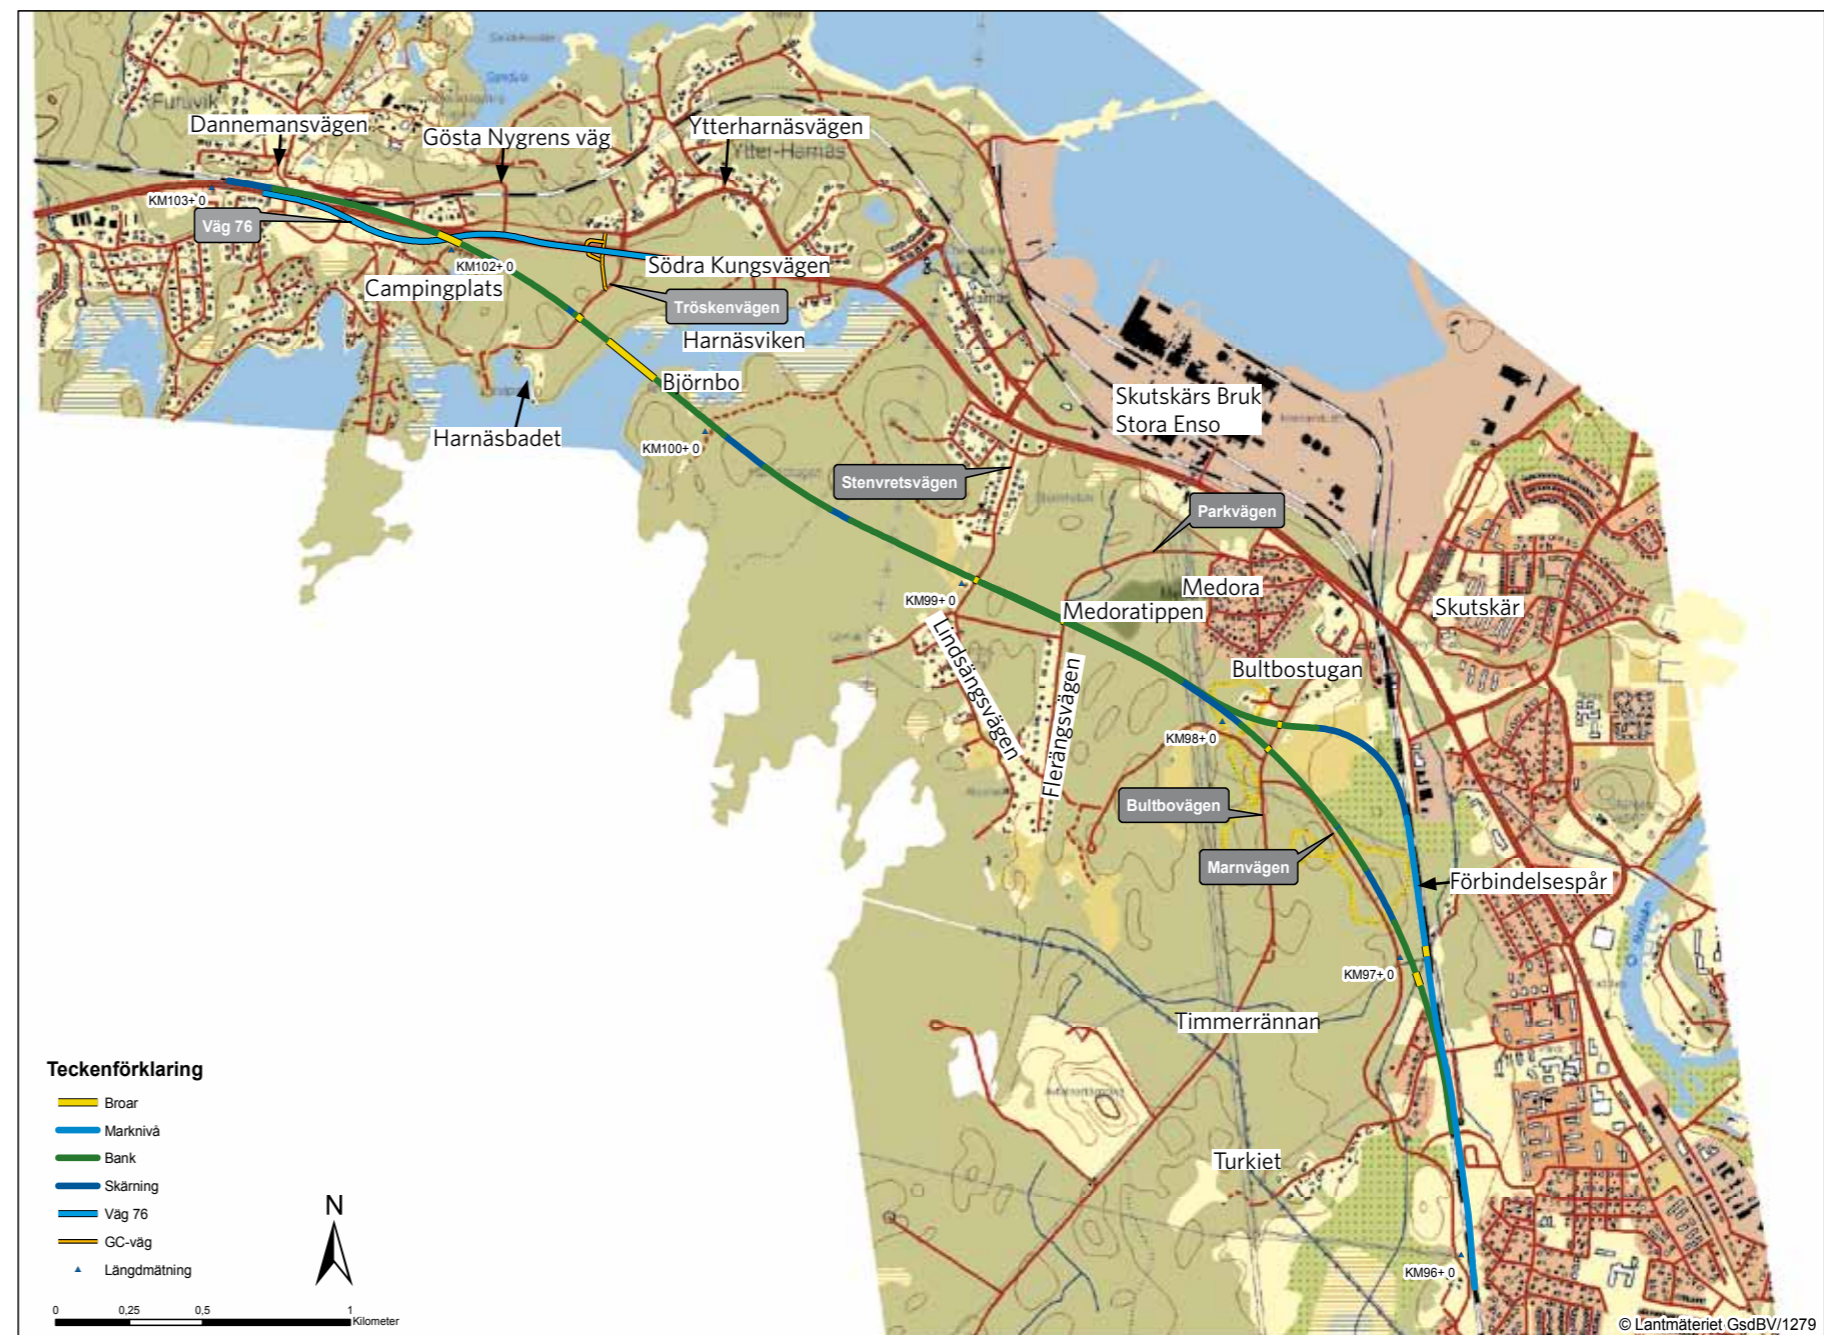 Furuvik
Dannemansvägen
Gösta Nygrens väg
Ytterharnäsvägen
Ytter-Harnäs
KM103+ 0
Väg 76
KM102+ 0
Campingplats
Södra Kungsvägen
Tröskenvägen
Harnäsviken
Harnäs
Björnbo
Harnäsbadet
KM100+ 0
Skutskärs Bruk
Stora Enso
Stenvretsvägen
Parkvägen
KM99+ 0
Medora
Medoratippen
Skutskär
Lindsängsvägen
Flerängsvägen
Bultbostugan
KM98+ 0
Bultbovägen
Marnvägen
Förbindelsespår
KM97+ 0
Timmerrännan
Turkiet
KM96+ 0
Teckenförklaring
Broar
Marknivå
Bank
Skärning
Väg 76
GC-väg
Längdmätning
N
0 0,25 0,5 1
Kilometer
© Lantmäteriet GsdBV/1279